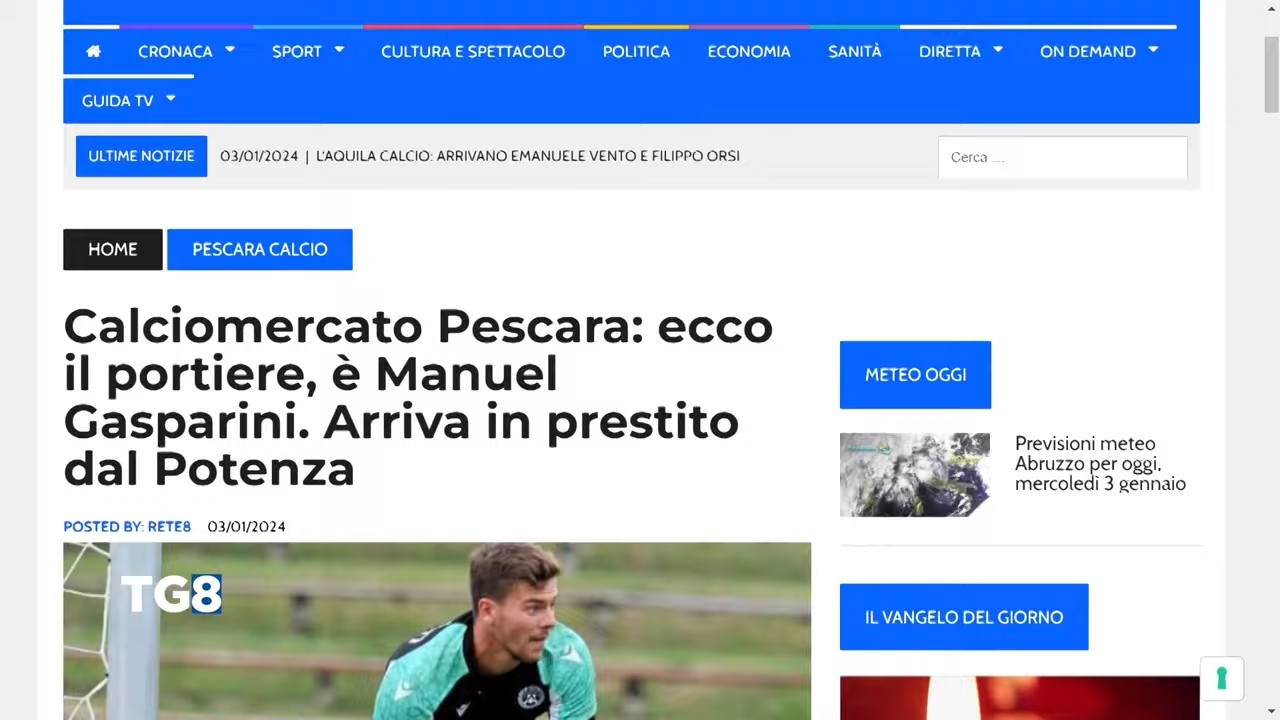 CRONACA SPORT CULTURA E SPETTACOLO POLITICA ECONOMIA SANITÀ DIRETTA ON DEMAND
GUIDA TV
ULTIME NOTIZIE 03/01/2024 | L'AQUILA CALCIO: ARRIVANO EMANUELE VENTO E FILIPPO ORSI Cerca ...
HOME PESCARA CALCIO
Calciomercato Pescara: ecco
il portiere, è Manuel
Gasparini. Arriva in prestito
dal Potenza
POSTED BY: RETE8 03/01/2024
TG8
METEO OGGI
Previsioni meteo
Abruzzo per oggi,
mercoledì 3 gennaio
IL VANGELO DEL GIORNO